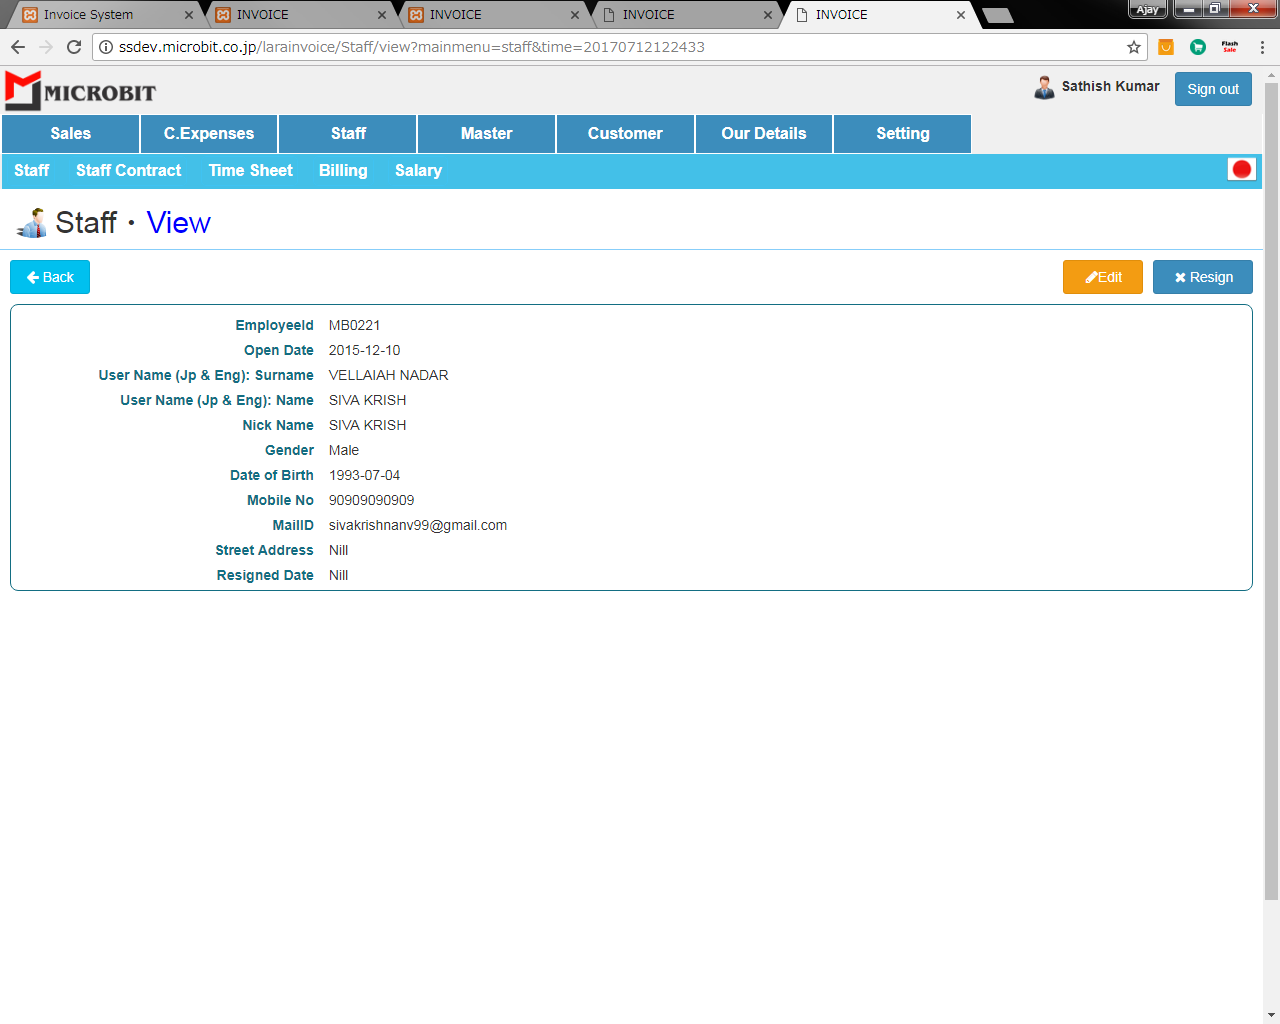 Invoice System
INVOICE
INVOICE
INVOICE
INVOICE
Ajay
ssdev.microbit.co.jp/larainvoice/Staff/view?mainmenu=staff&time=20170712122433
Flash
Sale
MICROBIT
Sathish Kumar
Sign out
Sales C.Expenses Staff Master Customer Our Details Setting
Staff Staff Contract Time Sheet Billing Salary
Staff・View
Back
Edit
Resign
EmployeeId MB0221
Open Date 2015-12-10
User Name (Jp & Eng): Surname VELLAIAH NADAR
User Name (Jp & Eng): Name SIVA KRISH
Nick Name SIVA KRISH
Gender Male
Date of Birth 1993-07-04
Mobile No 90909090909
MailID sivakrishnanv99@gmail.com
Street Address Nill
Resigned Date Nill